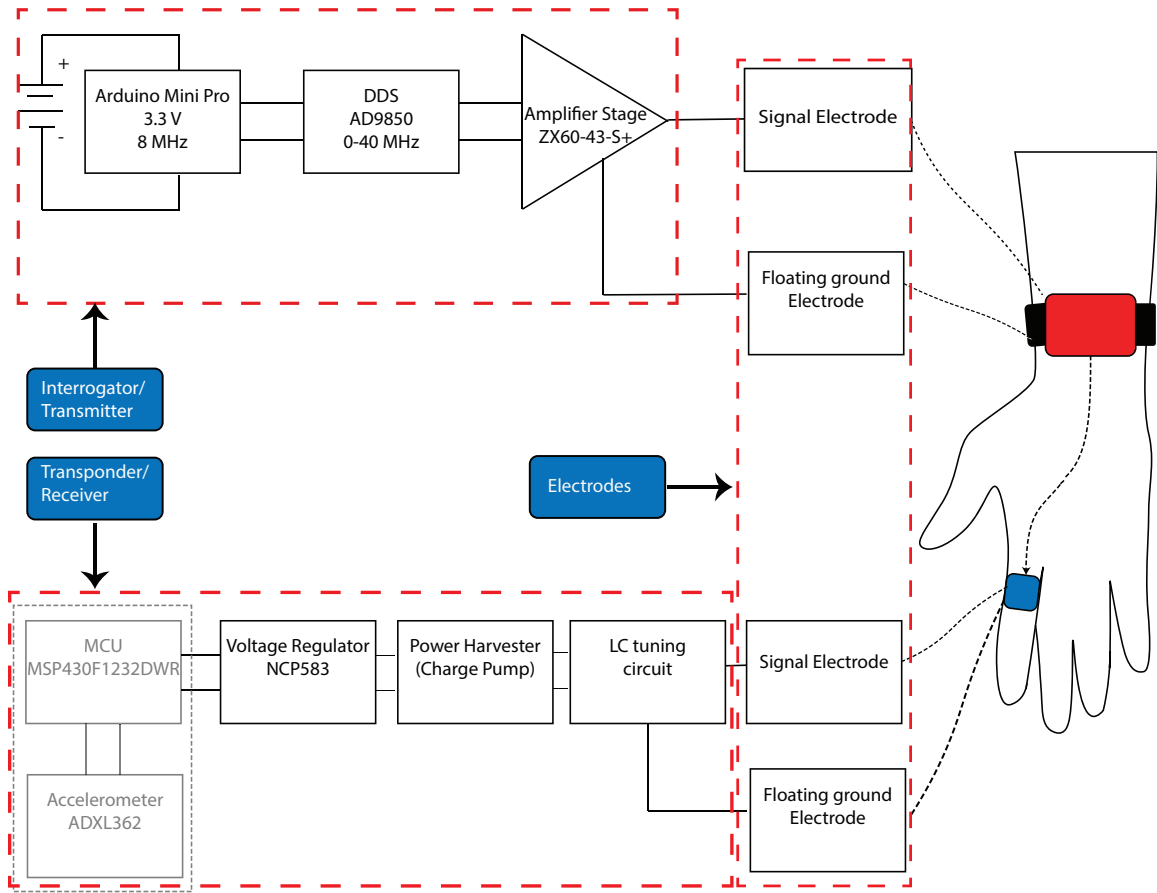 +
-
Arduino Mini Pro
3.3 V
8 MHz
DDS
AD9850
0-40 MHz
Amplifier Stage
ZX60-43-S+
Signal Electrode
Floating ground
Electrode
Interrogator/
Transmitter
Transponder/
Receiver
Electrodes
MCU
MSP430F1232DWR
Voltage Regulator
NCP583
Power Harvester
(Charge Pump)
LC tuning
circuit
Signal Electrode
Accelerometer
ADXL362
Floating ground
Electrode